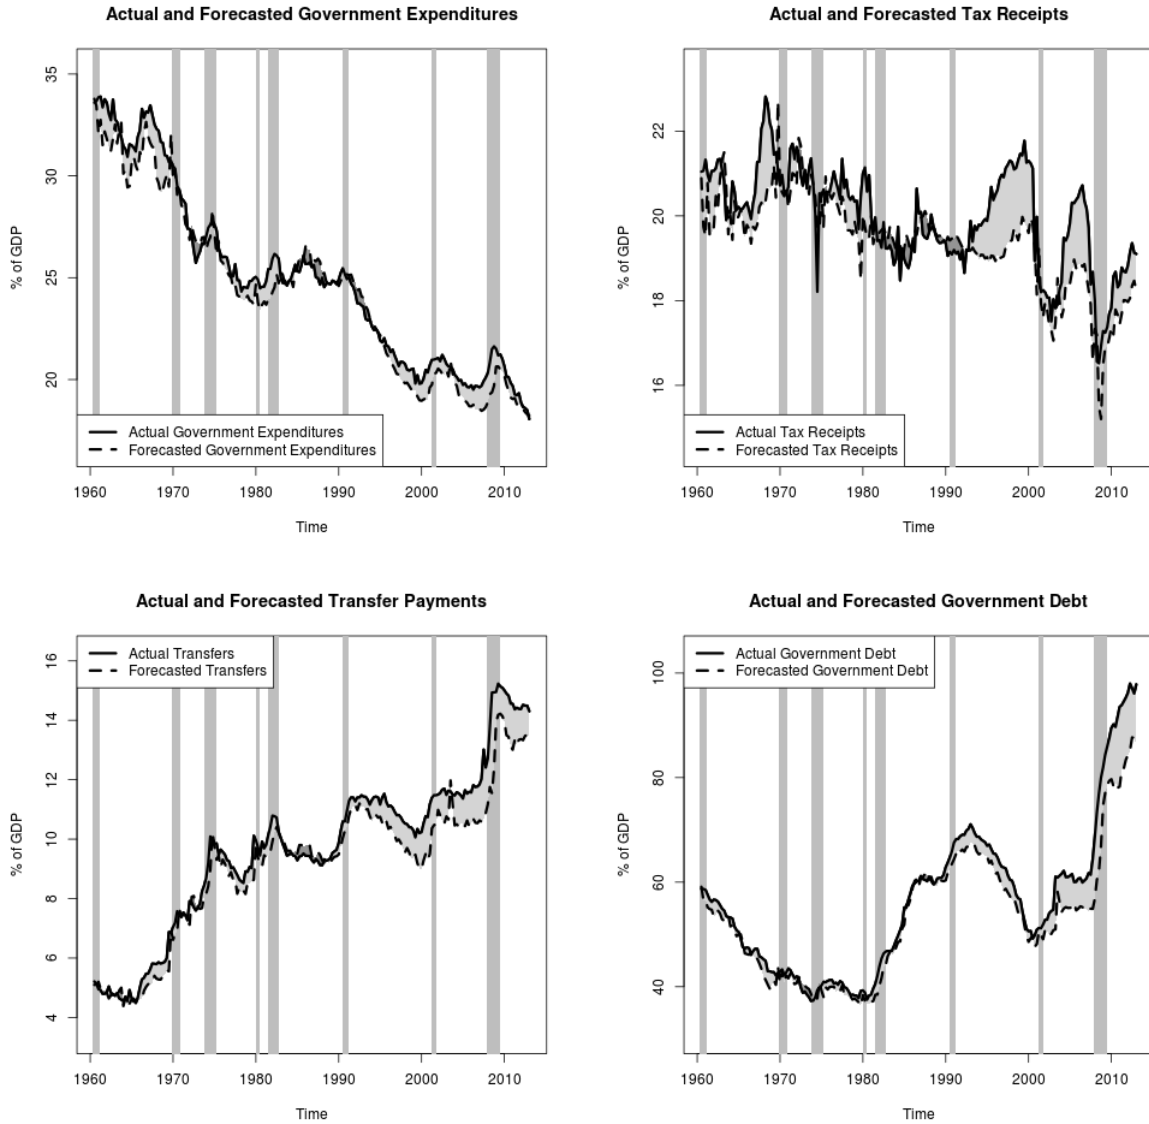 Actual and Forecasted Government Expenditures
% of GDP
35
30
25
20
Actual Government Expenditures
Forecasted Government Expenditures
1960 1970 1980 1990 2000 2010
Time
Actual and Forecasted Tax Receipts
% of GDP
22
20
18
16
Actual Tax Receipts
Forecasted Tax Receipts
1960 1970 1980 1990 2000 2010
Time
Actual and Forecasted Transfer Payments
Actual Transfers
Forecasted Transfers
% of GDP
16
14
12
10
8
6
4
1960 1970 1980 1990 2000 2010
Time
Actual and Forecasted Government Debt
Actual Government Debt
Forecasted Government Debt
% of GDP
100
80
60
40
1960 1970 1980 1990 2000 2010
Time